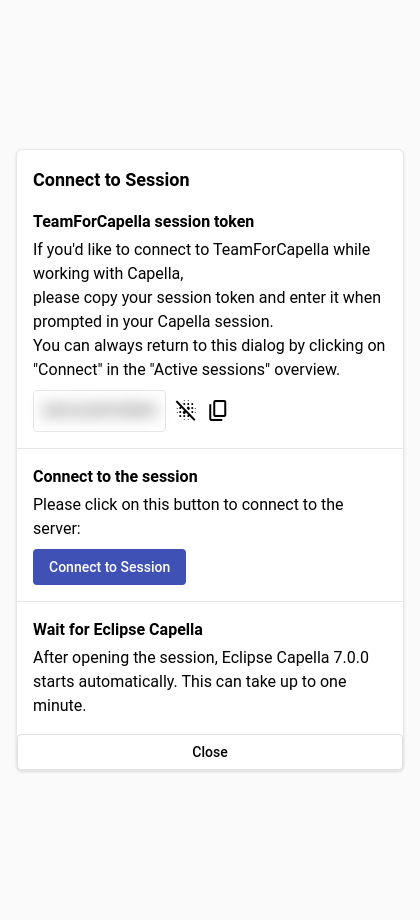 Connect to Session
TeamForCapella session token
If you'd like to connect to TeamForCapella while
working with Capella,
please copy your session token and enter it when
prompted in your Capella session.
You can always return to this dialog by clicking on
"Connect" in the "Active sessions" overview.
Connect to the session
Please click on this button to connect to the
server:
Connect to Session
Wait for Eclipse Capella
After opening the session, Eclipse Capella 7.0.0
starts automatically. This can take up to one
minute.
Close